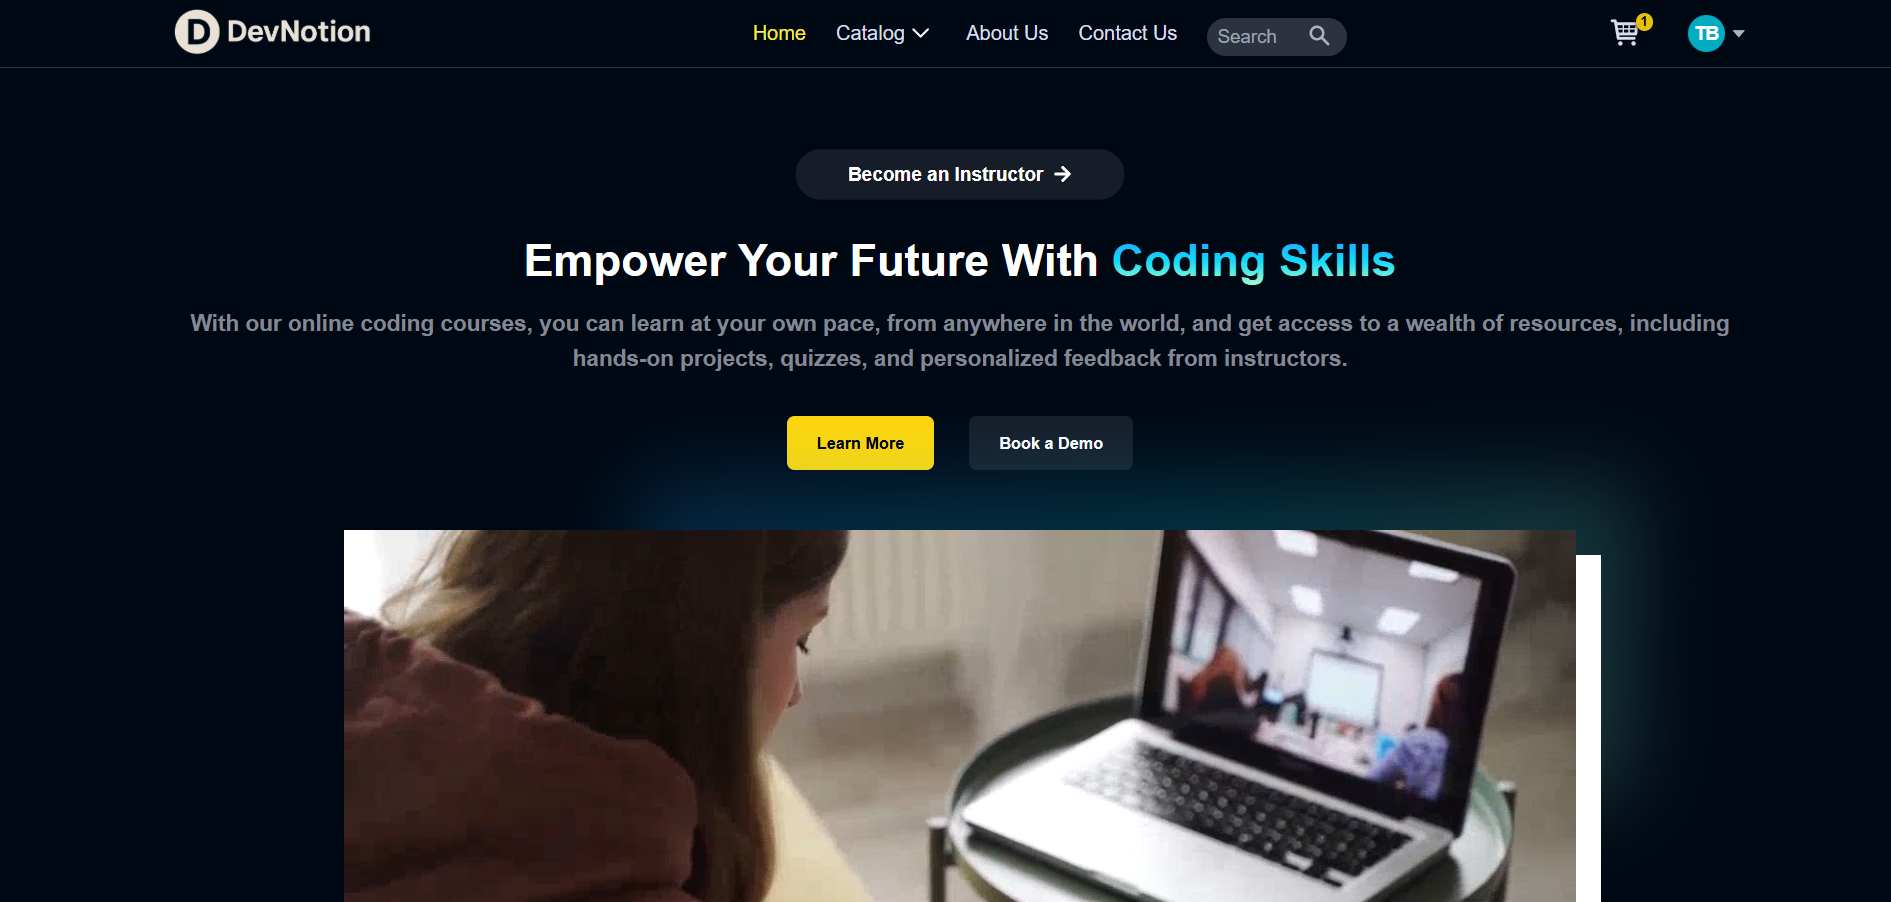 D DevNotion
Home
Catalog
About Us
Contact Us
Search
1
TB
Become an Instructor
Empower Your Future With Coding Skills
With our online coding courses, you can learn at your own pace, from anywhere in the world, and get access to a wealth of resources, including
hands-on projects, quizzes, and personalized feedback from instructors.
Learn More
Book a Demo